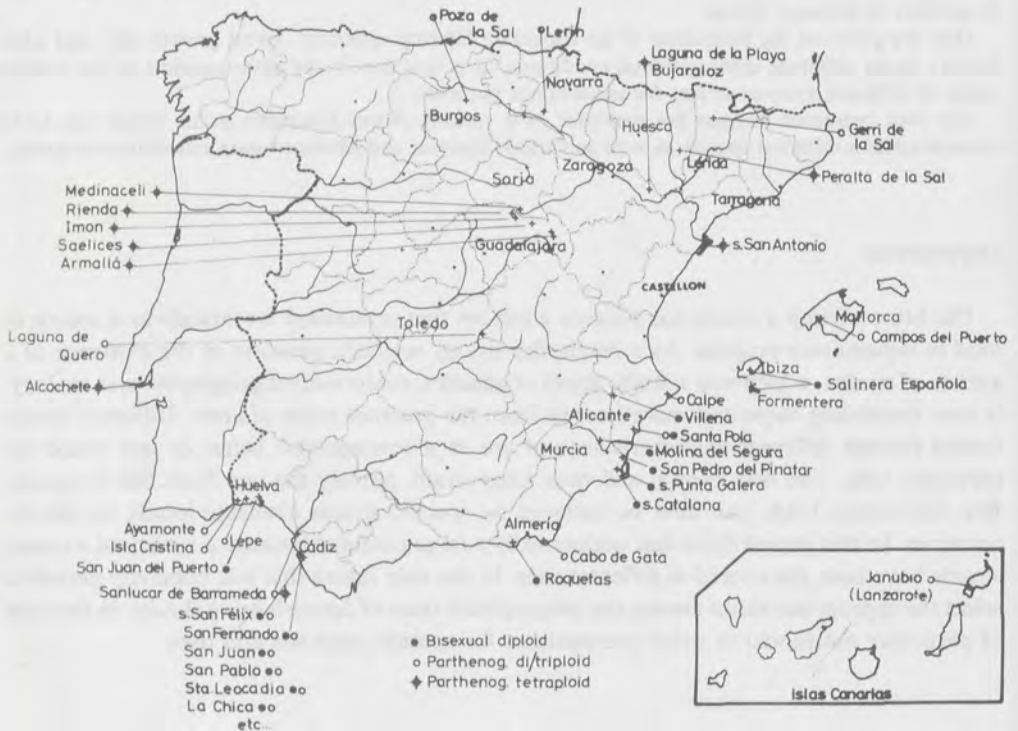 Poza de
la Sal
Lerín
Navarra
Laguna de la Playa
Bujaraloz
Burgos
Huesca
Gerri de
la Sal
Zaragoza
Lérida
Soria
Peralta de la Sal
Medinaceli
Rienda
Imon
Saelices
Armallá
Tarragona
Guadalajara
s.San Antonio
CASTELLON
Mallorca
Toledo
Campos del Puerto
Laguna de
Quero
Ibiza
Salinera Española
Alcochete
Formentera
Calpe
Villena
Alicante
Santa Pola
Molina del Segura
Murcia
San Pedro del Pinatar
s.Punta Galera
s.Catalana
Huelva
Ayamonte
Isla Cristina
Lepe
Almería
Cádiz
Cabo de Gata
San Juan del Puerto
Roquetas
Sanlucar de Barrameda
s.San Felix
San Fernando
San Juan
San Pablo
Sta. Leocadia
La Chica
etc...
Bisexual diploid
Parthenog. di/triploid
Parthenog. tetraploid
Janubio
(Lanzarote)
Islas Canarias